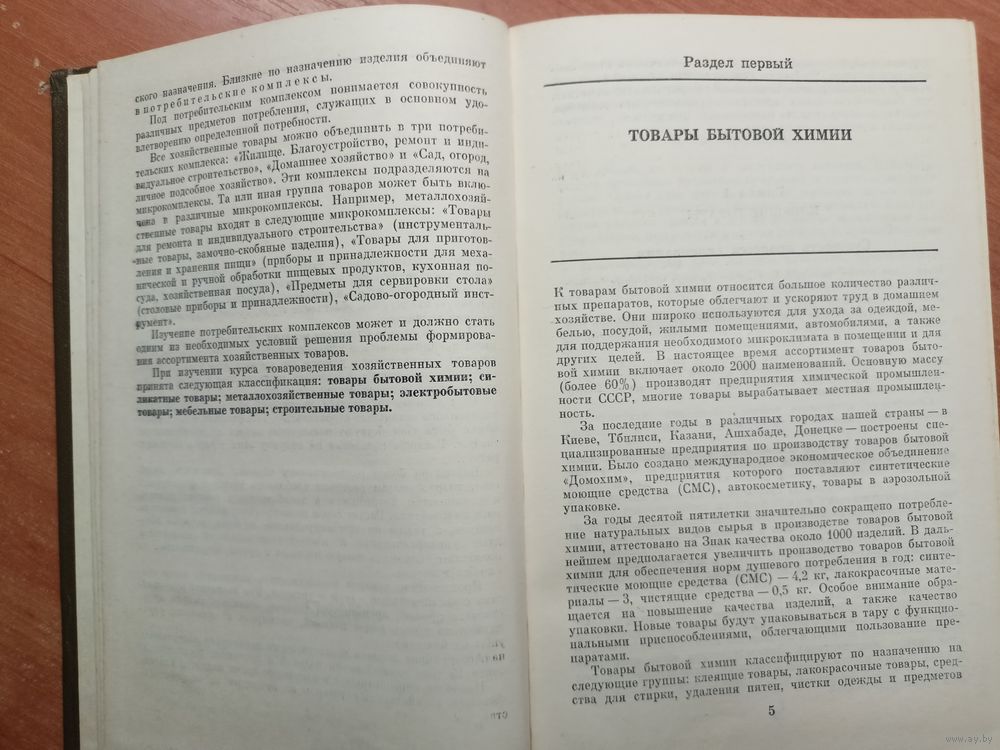 ского назначения. Близкие по назначению изделия объединяют
в потребительские комплексы.
Под потребительским комплексом понимается совокупность
различных предметов потребления, служащих в основном удо-
влетворению определенной потребности.
Все хозяйственные товары можно объединить в три потреби-
тельских комплекса: «Жилище. Благоустройство, ремонт и инди-
видуальное строительство», «Домашнее хозяйство» и «Сад, огород,
личное подсобное хозяйство». Эти комплексы подразделяются на
микрокомплексы. Та или иная группа товаров может быть вклю-
чена в различные микрокомплексы. Например, металлохозяй-
ственные товары входят в следующие микрокомплексы: «Товары
для ремонта и индивидуального строительства» (инструменталь-
ные товары, замочно-скобяные изделия), «Товары для приготов-
ления и хранения пищи» (приборы и принадлежности для меха-
нической и ручной обработки пищевых продуктов, кухонная по-
суда, хозяйственная посуда), «Предметы для сервировки стола»
(столовые приборы и принадлежности), «Садово-огородный инст-
румент».
Изучение потребительских комплексов может и должно стать
одним из необходимых условий решения проблемы формирова-
ния ассортимента хозяйственных товаров.
При изучении курса товароведения хозяйственных товаров
принята следующая классификация: товары бытовой химии; си-
ликатные товары; металлохозяйственные товары; электробытовые
товары; мебельные товары; строительные товары.
Раздел первый
ТОВАРЫ БЫТОВОЙ ХИМИИ
К товарам бытовой химии относится большое количество различ-
ных препаратов, которые облегчают и ускоряют труд в домашнем
хозяйстве. Они широко используются для ухода за одеждой, ме-
белью, посудой, жилыми помещениями, автомобилями, а также
для поддержания необходимого микроклимата в помещении и для
других целей. В настоящее время ассортимент товаров быто-
вой химии включает около 2000 наименований. Основную массу
(более 60%) производят предприятия химической промышлен-
ности СССР, многие товары вырабатывает местная промышлен-
ность.
За последние годы в различных городах нашей страны — в
Киеве, Тбилиси, Казани, Ашхабаде, Донецке — построены спе-
циализированные предприятия по производству товаров бытовой
химии. Было создано международное экономическое объединение
«Домохим», предприятия которого поставляют синтетические
моющие средства (СМС), автокосметику, товары в аэрозольной
упаковке.
За годы десятой пятилетки значительно сокращено потребле-
ние натуральных видов сырья в производстве товаров бытовой
химии, аттестовано на Знак качества около 1000 изделий. В даль-
нейшем предполагается увеличить производство товаров бытовой
химии для обеспечения норм душевого потребления в год: синте-
тические моющие средства (СМС) — 4,2 кг, лакокрасочные мате-
риалы — 3, чистящие средства — 0,5 кг. Особое внимание обра-
щается на повышение качества изделий, а также качество
упаковки. Новые товары будут упаковываться в тару с функцио-
нальными приспособлениями, облегчающими пользование пре-
паратами.
Товары бытовой химии классифицируют по назначению на
следующие группы: клеящие товары, лакокрасочные товары, сред-
ства для стирки, удаления пятен, чистки одежды и предметов
5
www.ay.by